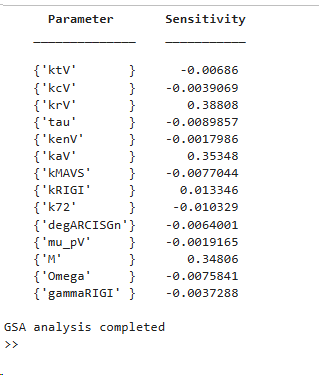 Parameter Sensitivity
______________ ___________
{'ktV' } -0.00686
{'kcV' } -0.0039069
{'krV' } 0.38808
{'tau' } -0.0089857
{'kenV' } -0.0017986
{'kaV' } 0.35348
{'kMAVS' } -0.0077044
{'kRIGI' } 0.013346
{'k72' } -0.010329
{'degARCISGn'} -0.0064001
{'mu_pV' } -0.0019165
{'M' } 0.34806
{'Omega' } -0.0075841
{'gammaRIGI' } -0.0037288
GSA analysis completed
>>